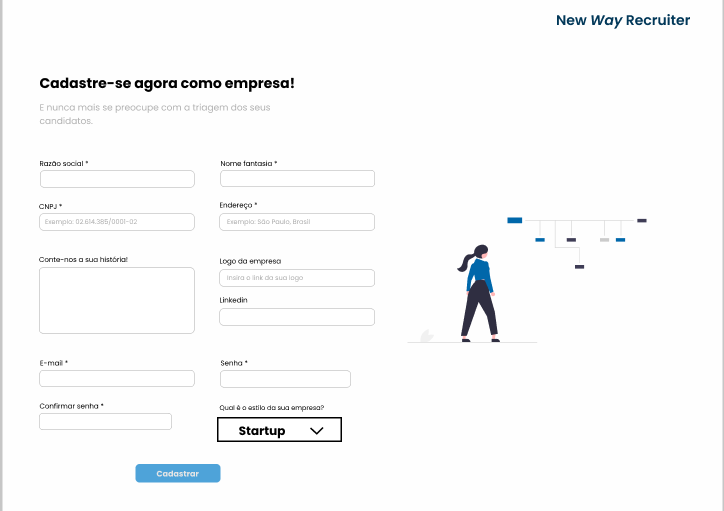 New Way Recruiter
Cadastre-se agora como empresa!
E nunca mais se preocupe com a triagem dos seus
candidatos.
Razão social *
Nome fantasia *
CNPJ *
Exemplo: 02.614.385/0001-02
Endereço *
Exemplo: São Paulo, Brasil
Conte-nos a sua história!
Logo da empresa
Insira o link da sua logo
Linkedin
E-mail *
Senha *
Confirmar senha *
Qual é o estilo da sua empresa?
Startup
Cadastrar